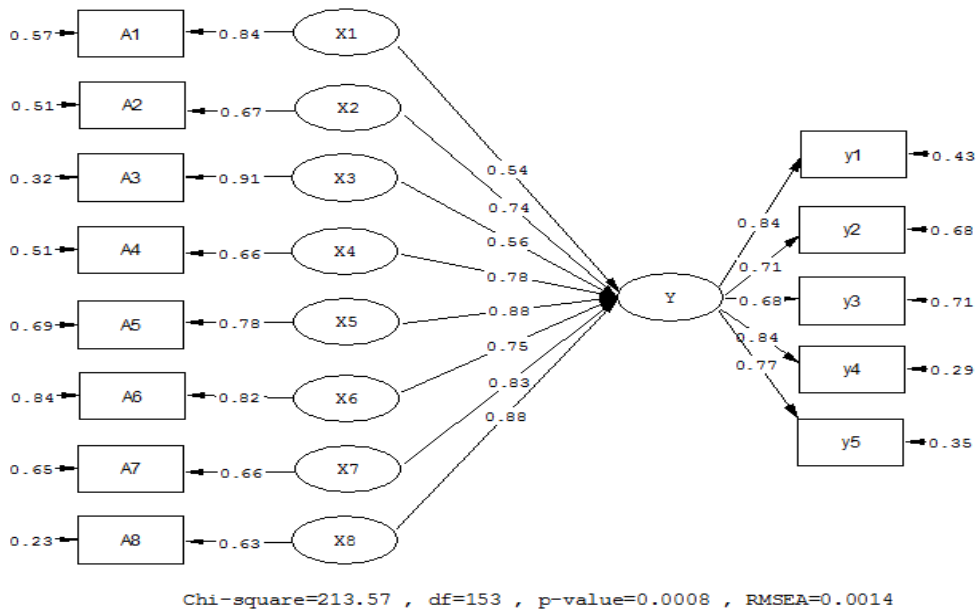 0.57 A1 0.84 X1
0.51 A2 0.67 X2
0.32 A3 0.91 X3
0.51 A4 0.66 X4
0.69 A5 0.78 X5
0.84 A6 0.82 X6
0.65 A7 0.66 X7
0.23 A8 0.63 X8
0.54
0.74
0.56
0.78
0.88
0.75
0.83
0.88
Y
0.84 y1 0.43
0.71 y2 0.68
0.68 y3 0.71
0.84 y4 0.29
0.77 y5 0.35
Chi-square=213.57 , df=153 , p-value=0.0008 , RMSEA=0.0014